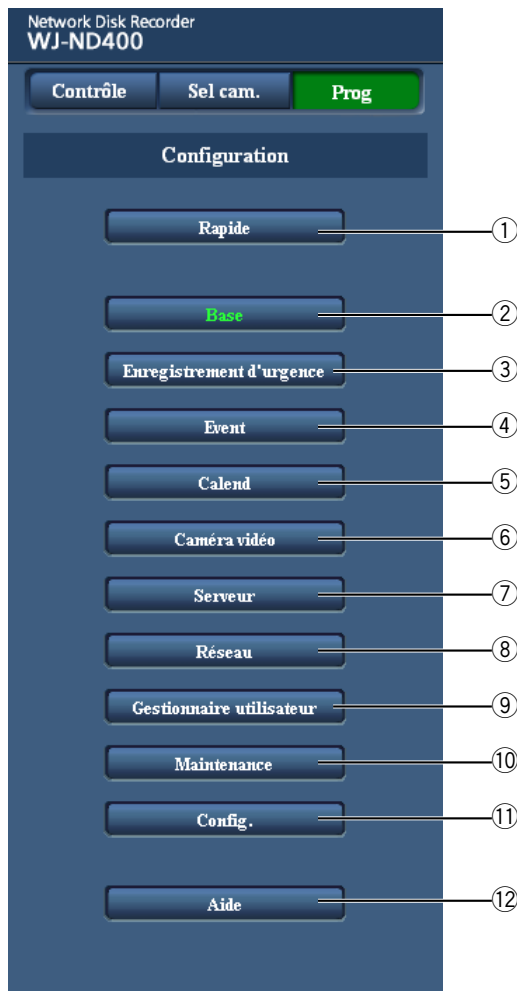 Network Disk Recorder
WJ-ND400
Contrôle Sel cam. Prog
Configuration
Rapide ①
Base ②
Enregistrement d'urgence ③
Event ④
Calend ⑤
Caméra vidéo ⑥
Serveur ⑦
Réseau ⑧
Gestionnaire utilisateur ⑨
Maintenance ⑩
Config. ⑪
Aide ⑫